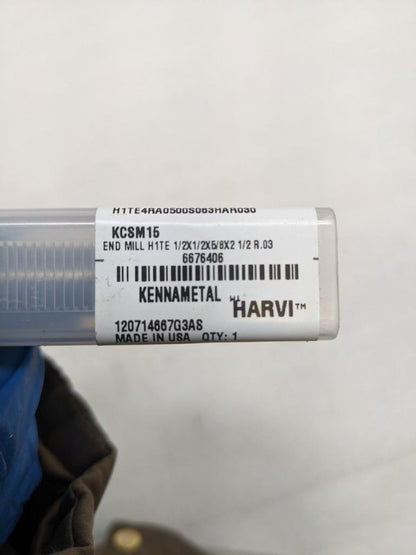 H1TE4RA0500S063HAR030
KCSM15
END MILL H1TE 1/2X1/2X5/8X2 1/2 R.03
6676406
KENNAMETAL
HARVI™
120714667G3AS
MADE IN USA QTY: 1